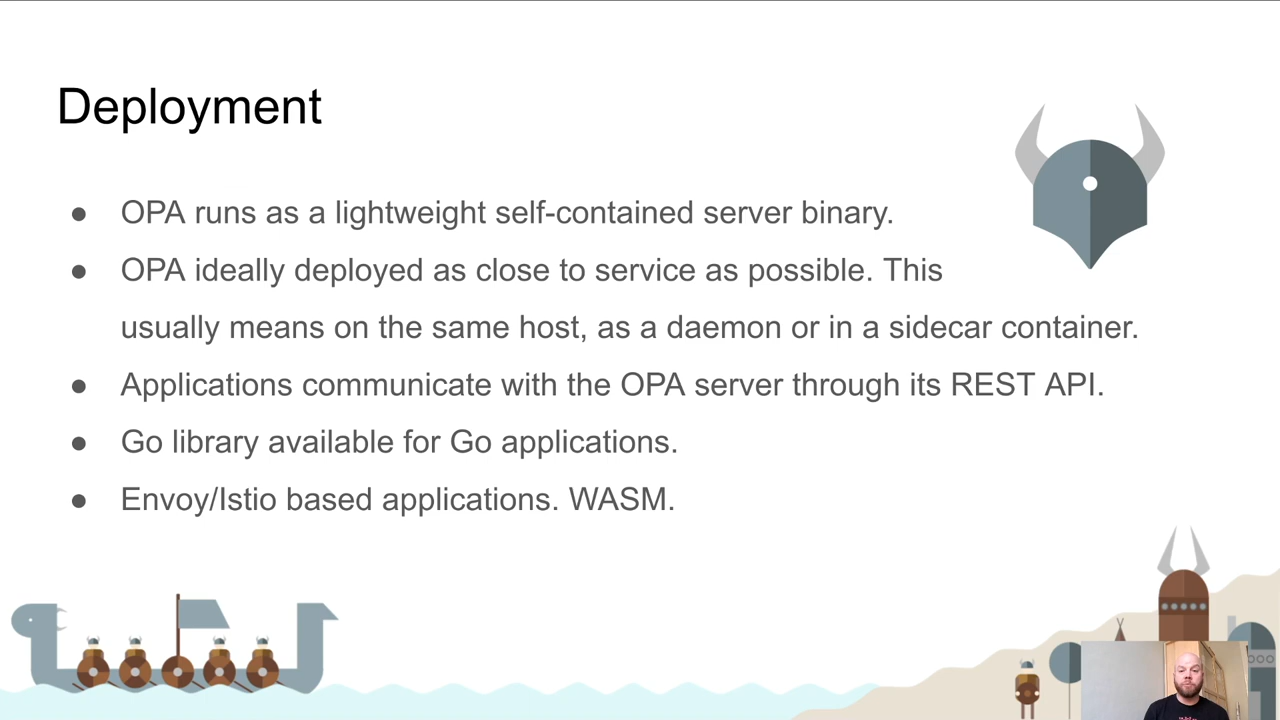 Deployment
● OPA runs as a lightweight self-contained server binary.
● OPA ideally deployed as close to service as possible. This
usually means on the same host, as a daemon or in a sidecar container.
● Applications communicate with the OPA server through its REST API.
● Go library available for Go applications.
● Envoy/Istio based applications. WASM.